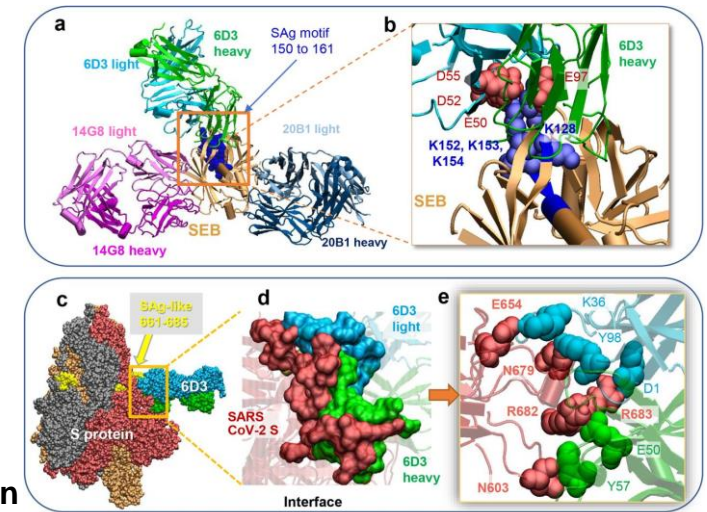 a
6D3
heavy
6D3 light
SAg motif
150 to 161
14G8 light
20B1 light
14G8 heavy
SEB
20B1 heavy
b
6D3
heavy
D55
E97
D52
E50
K128
K152, K153,
K154
SEB
c
SAg-like
661-685
6D3
S protein
d
6D3
light
SARS
CoV-2 S
6D3
heavy
Interface
e
E654
K36
Y98
N679
D1
R682
R683
E50
N603
Y57
n